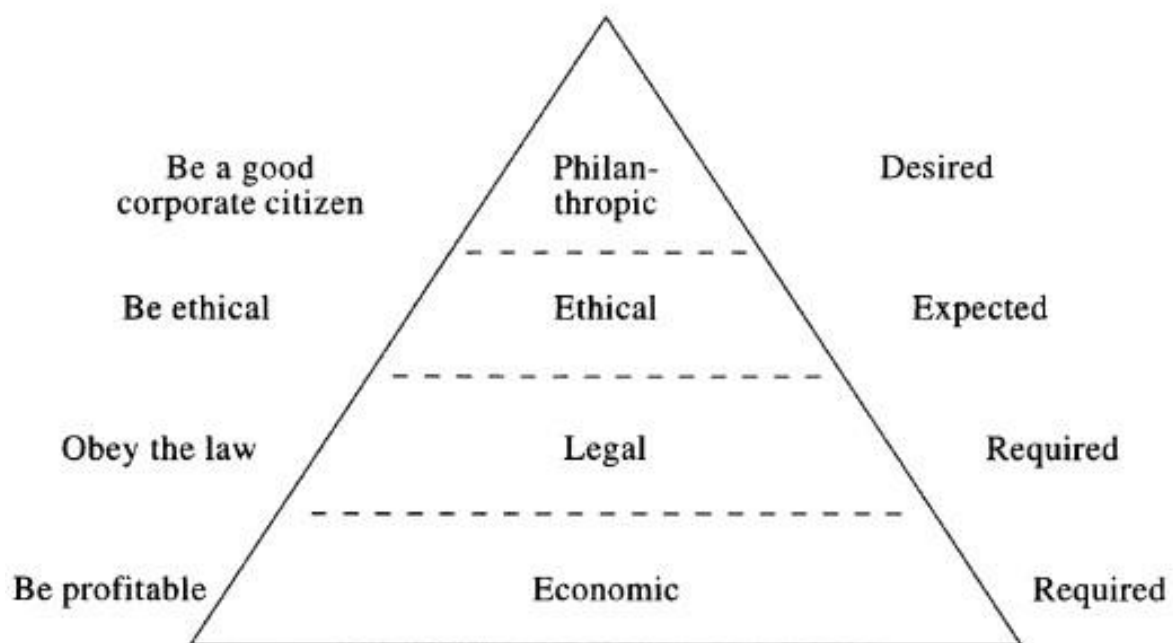 Be a good
corporate citizen
Philan-
thropic
Desired
Be ethical
Ethical
Expected
Obey the law
Legal
Required
Be profitable
Economic
Required